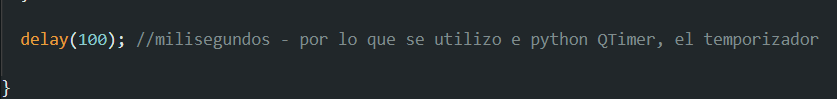 delay(100); //milisegundos - por lo que se utilizo e python QTimer, el temporizador
}